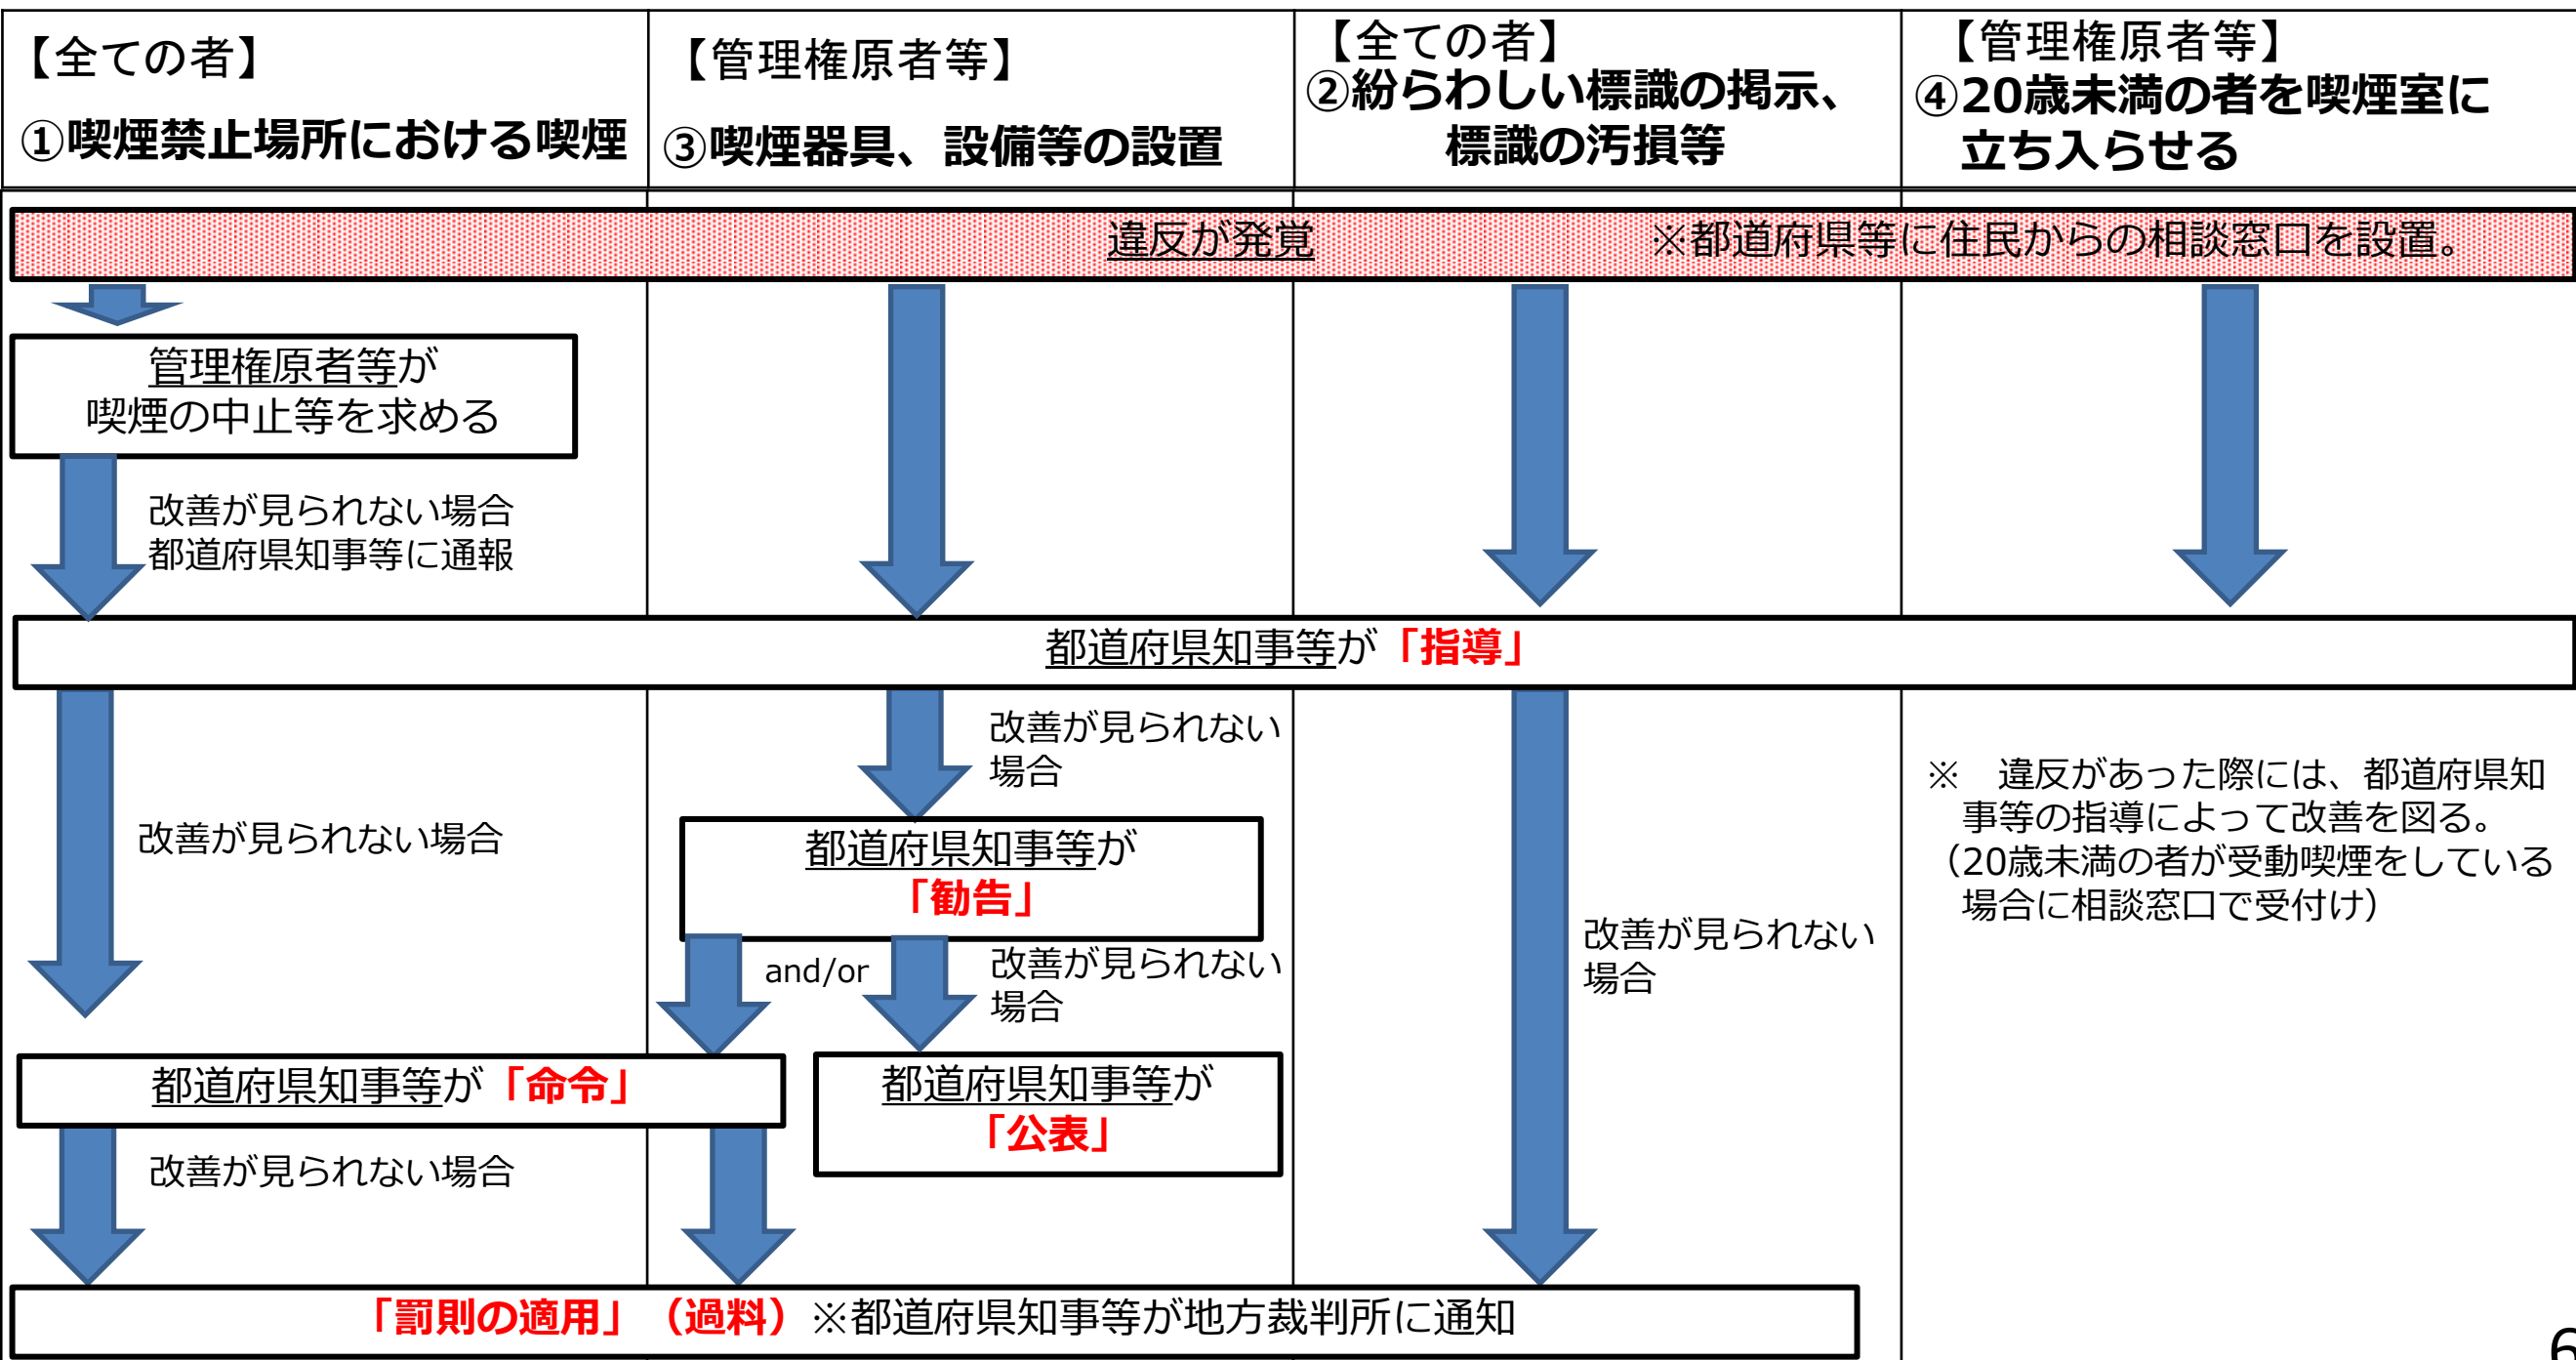 【全ての者】
①喫煙禁止場所における喫煙
【管理権原者等】
③喫煙器具、設備等の設置
【全ての者】
②紛らわしい標識の掲示、
標識の汚損等
【管理権原者等】
④20歳未満の者を喫煙室に
立ち入らせる
違反が発覚 ※都道府県等に住民からの相談窓口を設置。
管理権原者等が
喫煙の中止等を求める
改善が見られない場合
都道府県知事等に通報
都道府県知事等が「指導」
改善が見られない場合
改善が見られない
場合
都道府県知事等が
「勧告」
and/or
改善が見られない
場合
改善が見られない
場合
※ 違反があった際には、都道府県知
事等の指導によって改善を図る。
（20歳未満の者が受動喫煙をしている
場合に相談窓口で受付け）
都道府県知事等が「命令」
都道府県知事等が
「公表」
改善が見られない場合
「罰則の適用」（過料）※都道府県知事等が地方裁判所に通知
6